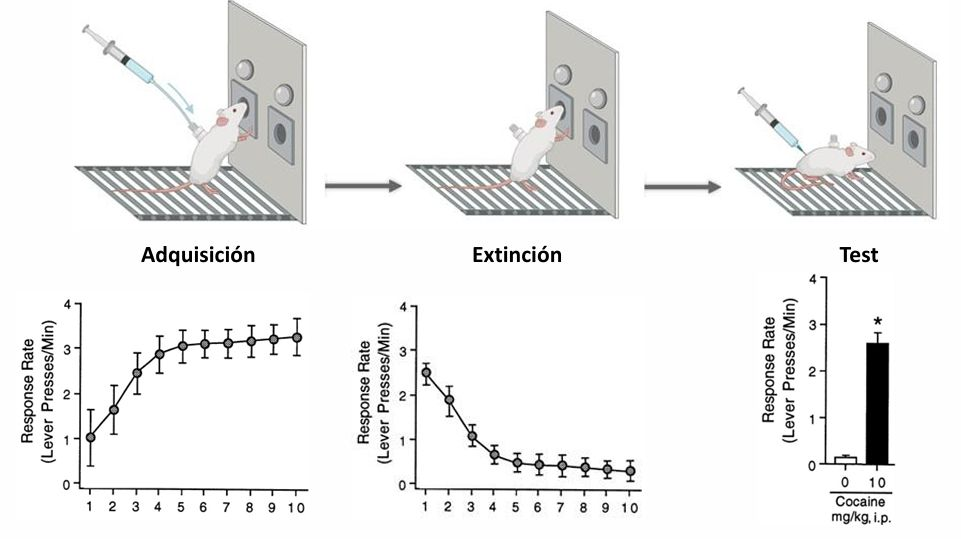 Adquisición
Extinción
Test
Response Rate
(Lever Presses/Min)
4
3
2
1
0
1 2 3 4 5 6 7 8 9 10
Response Rate
(Lever Presses/Min)
4
3
2
1
0
1 2 3 4 5 6 7 8 9 10
Response Rate
(Lever Presses/Min)
4
3
2
1
0
*
0 10
Cocaine
mg/kg, i.p.